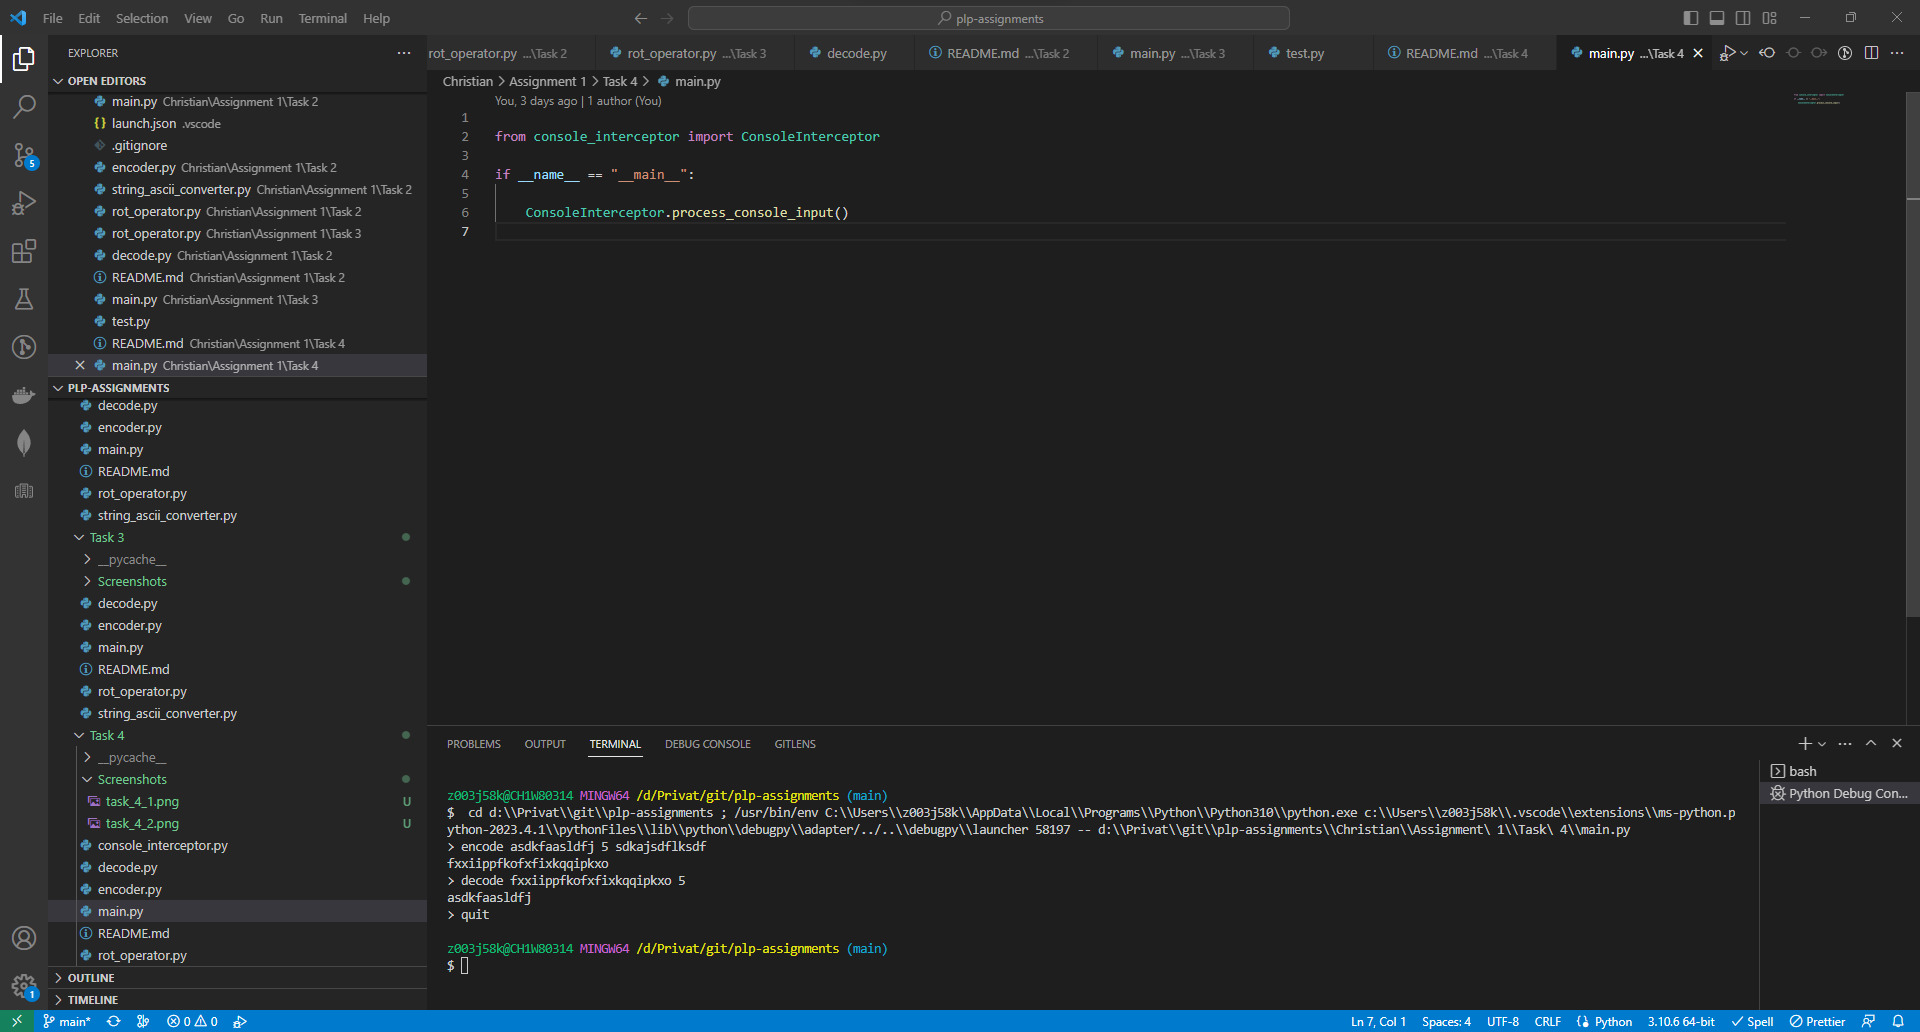 File Edit Selection View Go Run Terminal Help
plp-assignments
EXPLORER
OPEN EDITORS
main.py Christian\Assignment 1\Task 2
launch.json .vscode
.gitignore
encoder.py Christian\Assignment 1\Task 2
string_ascii_converter.py Christian\Assignment 1\Task 2
rot_operator.py Christian\Assignment 1\Task 2
rot_operator.py Christian\Assignment 1\Task 3
decode.py Christian\Assignment 1\Task 2
README.md Christian\Assignment 1\Task 2
main.py Christian\Assignment 1\Task 3
test.py
README.md Christian\Assignment 1\Task 4
main.py Christian\Assignment 1\Task 4
PLP-ASSIGNMENTS
decode.py
encoder.py
main.py
README.md
rot_operator.py
string_ascii_converter.py
Task 3
__pycache__
Screenshots
decode.py
encoder.py
main.py
README.md
rot_operator.py
string_ascii_converter.py
Task 4
__pycache__
Screenshots
task_4_1.png U
task_4_2.png U
console_interceptor.py
decode.py
encoder.py
main.py
README.md
rot_operator.py
OUTLINE
TIMELINE
5
1
rot_operator.py ...\Task 2 rot_operator.py ...\Task 3 decode.py README.md ...\Task 2 main.py ...\Task 3 test.py README.md ...\Task 4 main.py ...\Task 4
Christian > Assignment 1 > Task 4 > main.py
You, 3 days ago | 1 author (You)
1
2 from console_interceptor import ConsoleInterceptor
3
4 if __name__ == "__main__":
5
6 ConsoleInterceptor.process_console_input()
7
PROBLEMS OUTPUT TERMINAL DEBUG CONSOLE GITLENS
bash
Python Debug Con...
z003j58k@CH1W80314 MINGW64 /d/Privat/git/plp-assignments (main)
$ cd d:\\Privat\\git\\plp-assignments ; /usr/bin/env C:\\Users\\z003j58k\\AppData\\Local\\Programs\\Python\\Python310\\python.exe c:\\Users\\z003j58k\\.vscode\\extensions\\ms-python.p
ython-2023.4.1\\pythonFiles\\lib\\python\\debugpy\\adapter/../..\\debugpy\\launcher 58197 -- d:\\Privat\\git\\plp-assignments\\Christian\\Assignment\ 1\\Task\ 4\\main.py
> encode asdkfaasldfj 5 sdkajsdflksdf
fxxiippfkofxfixkqqipkxo
> decode fxxiippfkofxfixkqqipkxo 5
asdkfaasldfj
> quit
z003j58k@CH1W80314 MINGW64 /d/Privat/git/plp-assignments (main)
$
main* 0 0 Ln 7, Col 1 Spaces: 4 UTF-8 CRLF Python 3.10.6 64-bit Spell Prettier